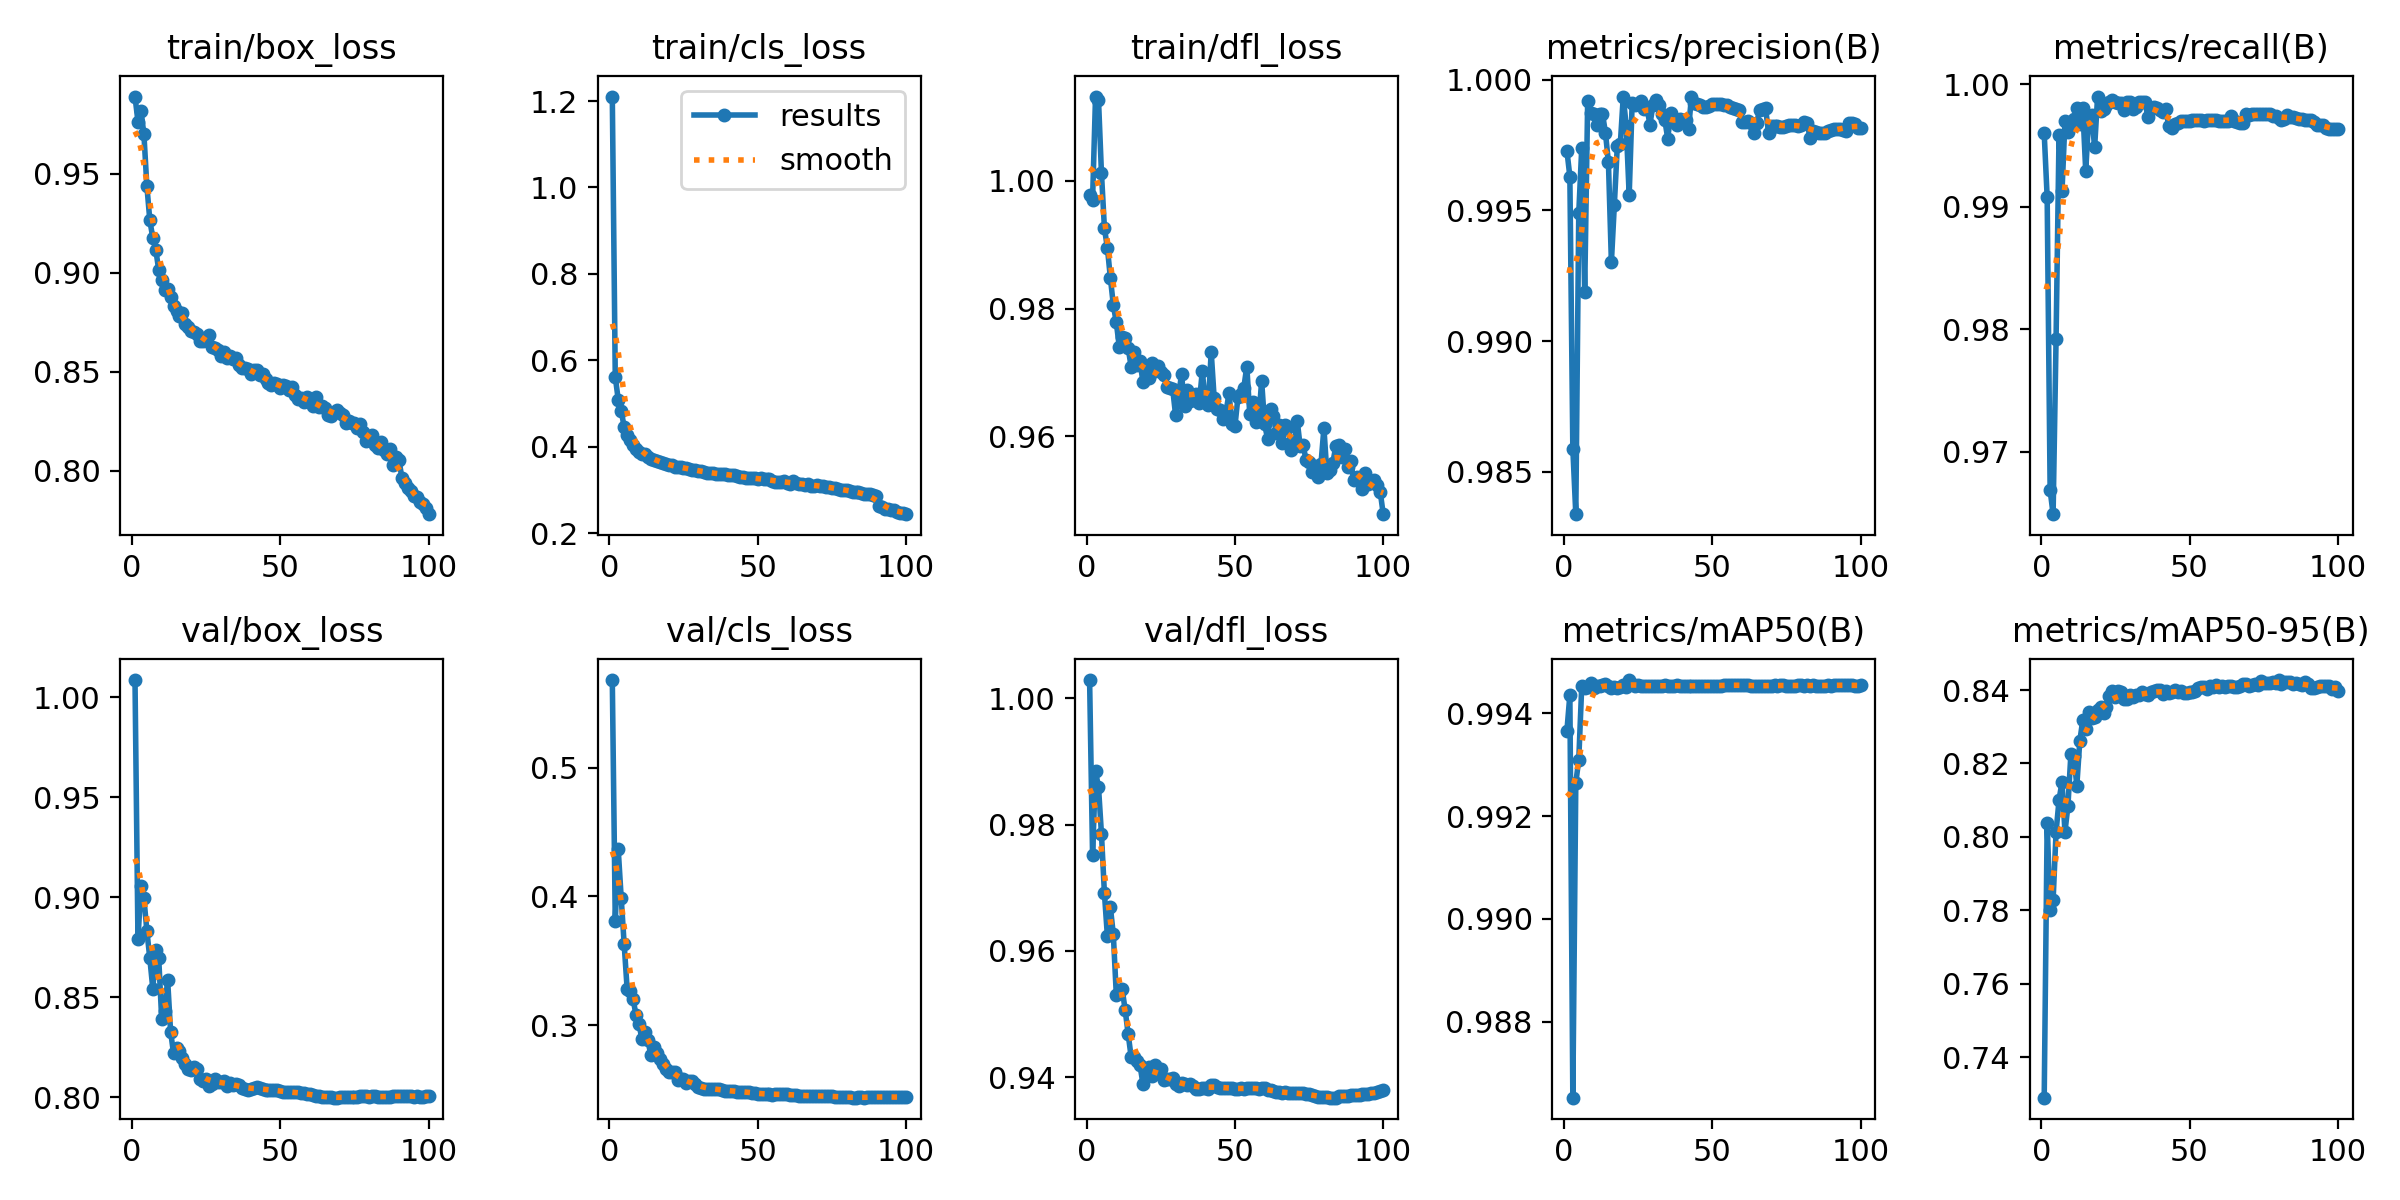 train/box_loss
0.95
0.90
0.85
0.80
0 50 100
train/cls_loss
results
smooth
1.2
1.0
0.8
0.6
0.4
0.2
0 50 100
train/dfl_loss
1.00
0.98
0.96
0 50 100
metrics/precision(B)
1.000
0.995
0.990
0.985
0 50 100
metrics/recall(B)
1.00
0.99
0.98
0.97
0 50 100
val/box_loss
1.00
0.95
0.90
0.85
0.80
0 50 100
val/cls_loss
0.5
0.4
0.3
0 50 100
val/dfl_loss
1.00
0.98
0.96
0.94
0 50 100
metrics/mAP50(B)
0.994
0.992
0.990
0.988
0 50 100
metrics/mAP50-95(B)
0.84
0.82
0.80
0.78
0.76
0.74
0 50 100